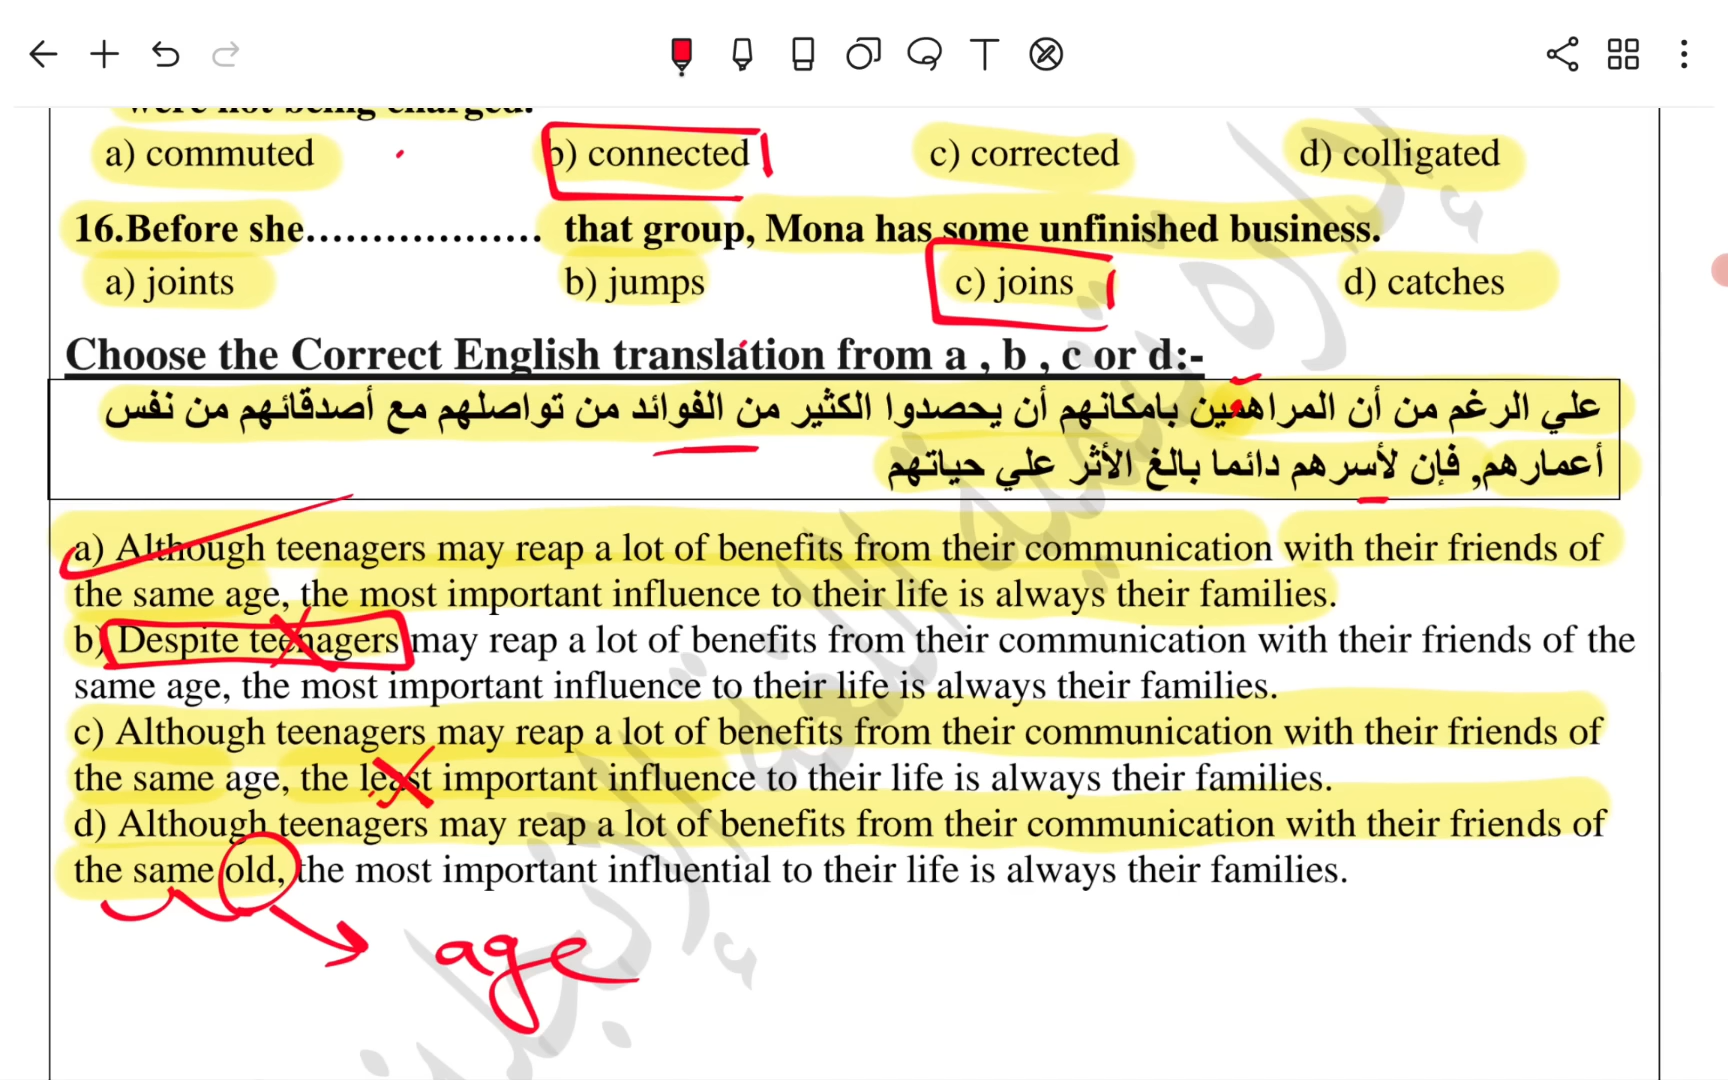 were not being charged.
a) commuted b) connected c) corrected d) colligated
16.Before she.................. that group, Mona has some unfinished business.
a) joints b) jumps c) joins d) catches
Choose the Correct English translation from a , b , c or d:-
علي الرغم من أن المراهقين بإمكانهم أن يحصدوا الكثير من الفوائد من تواصلهم مع أصدقائهم من نفس
أعمارهم, فإن لأسرهم دائما بالغ الأثر علي حياتهم
a) Although teenagers may reap a lot of benefits from their communication with their friends of
the same age, the most important influence to their life is always their families.
b) Despite teenagers may reap a lot of benefits from their communication with their friends of the
same age, the most important influence to their life is always their families.
c) Although teenagers may reap a lot of benefits from their communication with their friends of
the same age, the least important influence to their life is always their families.
d) Although teenagers may reap a lot of benefits from their communication with their friends of
the same old, the most important influential to their life is always their families.
age